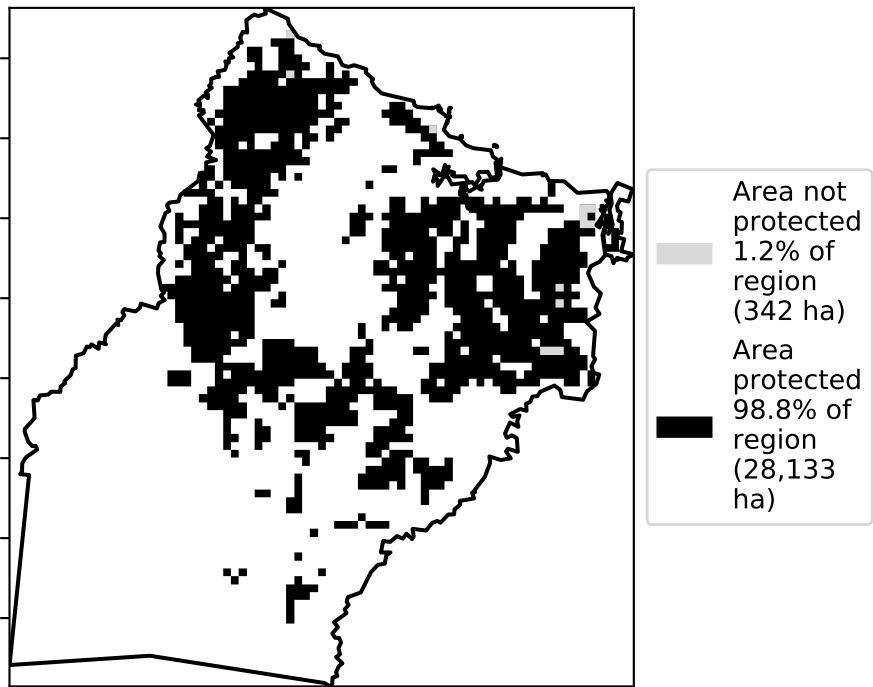 Area not
protected
1.2% of
region
(342 ha)
Area
protected
98.8% of
region
(28,133
ha)